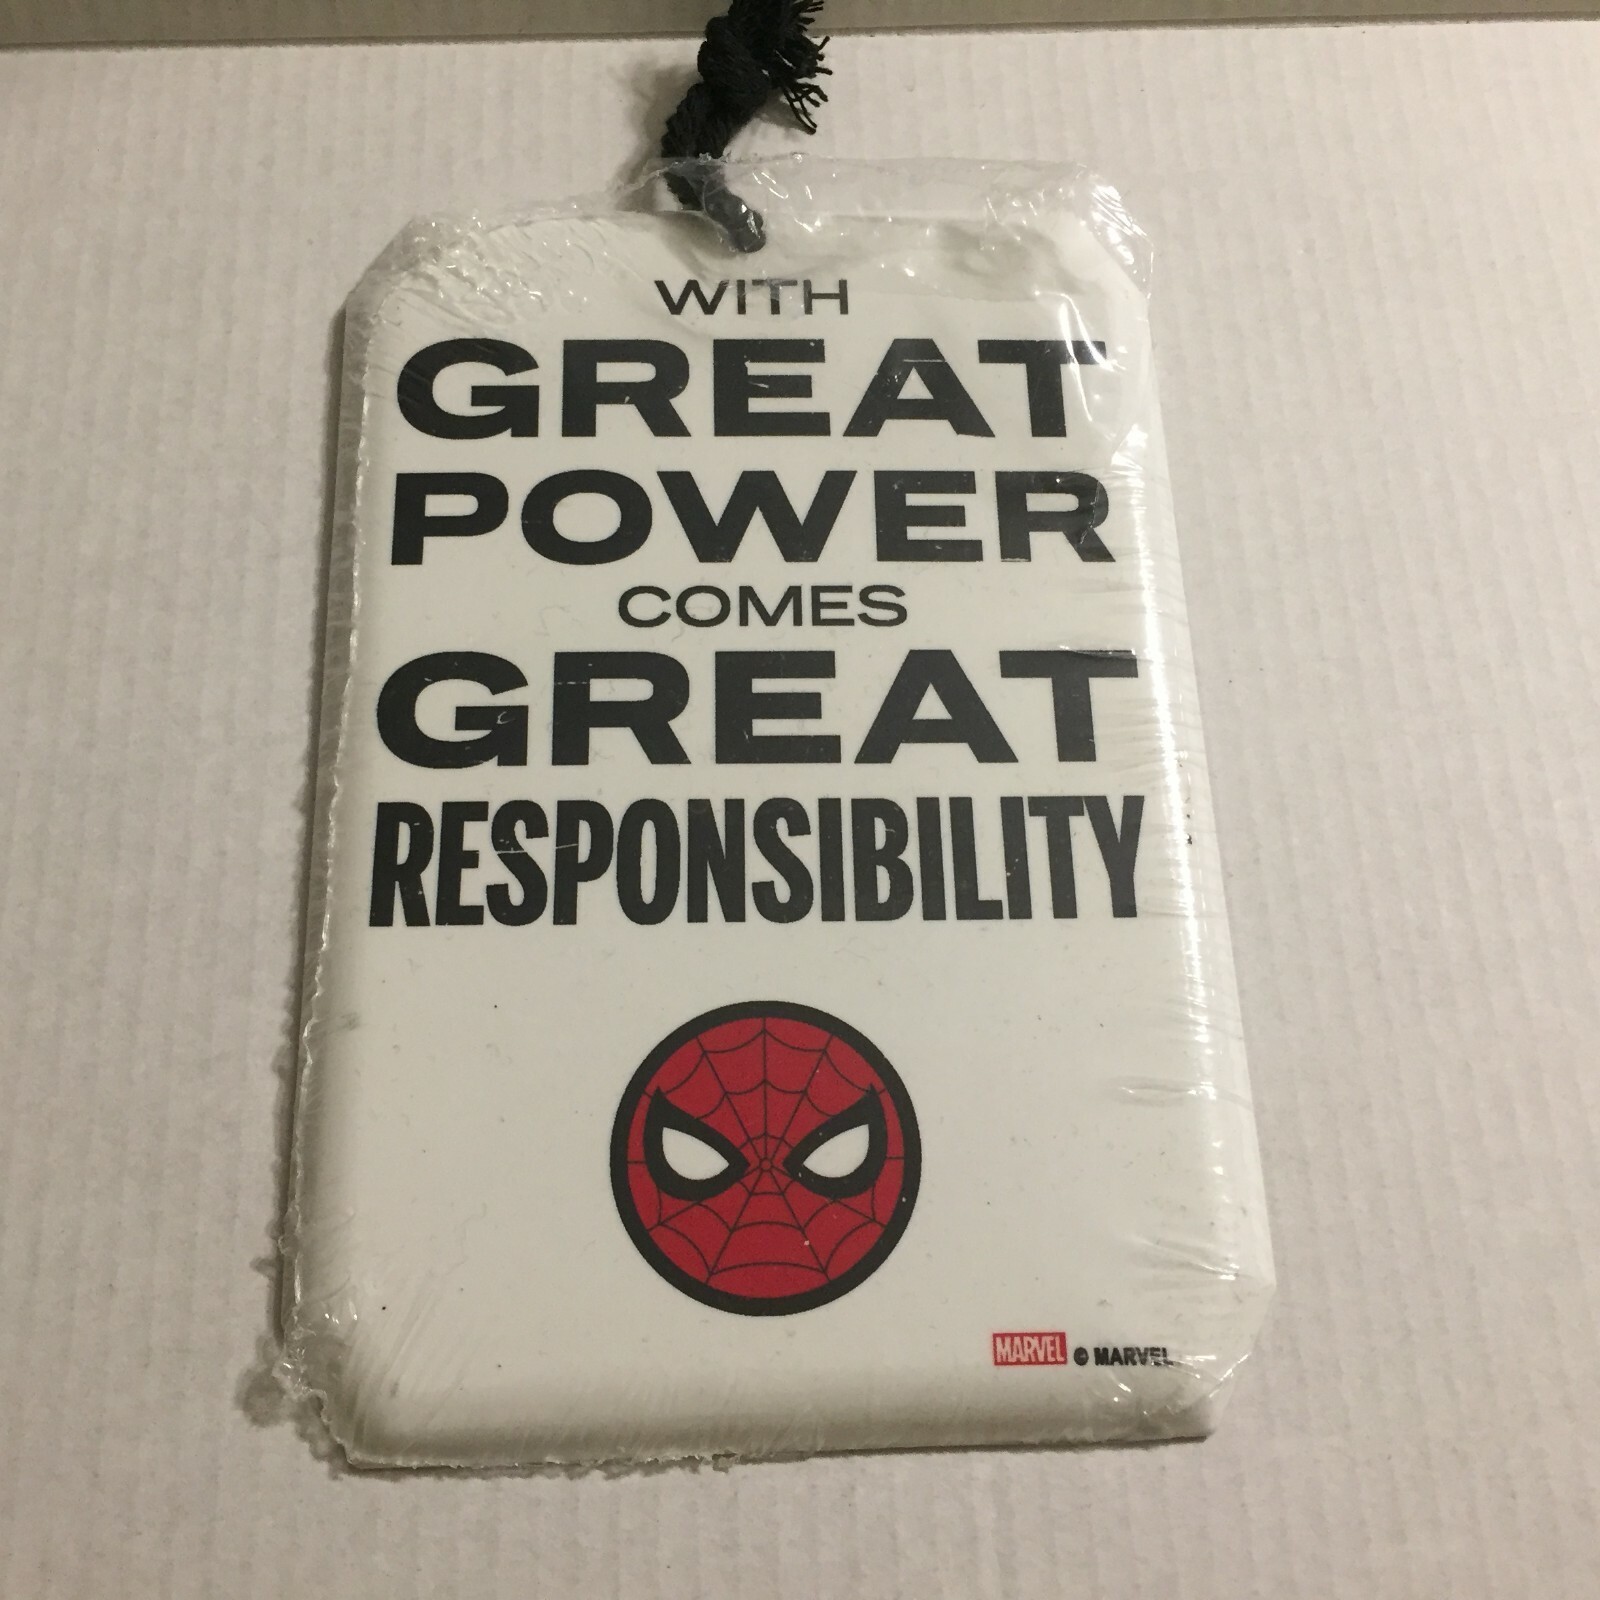 WITH
GREAT
POWER
COMES
GREAT
RESPONSIBILITY
MARVEL © MARVEL